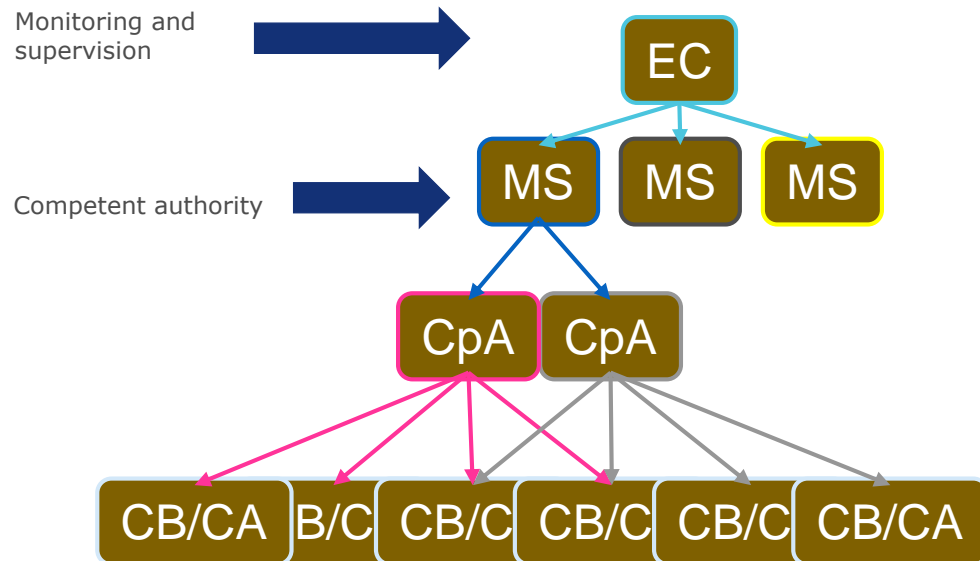 Monitoring and
supervision
EC
MS MS MS
Competent authority
CpA CpA
CB/CA B/C CB/C CB/C CB/C CB/CA